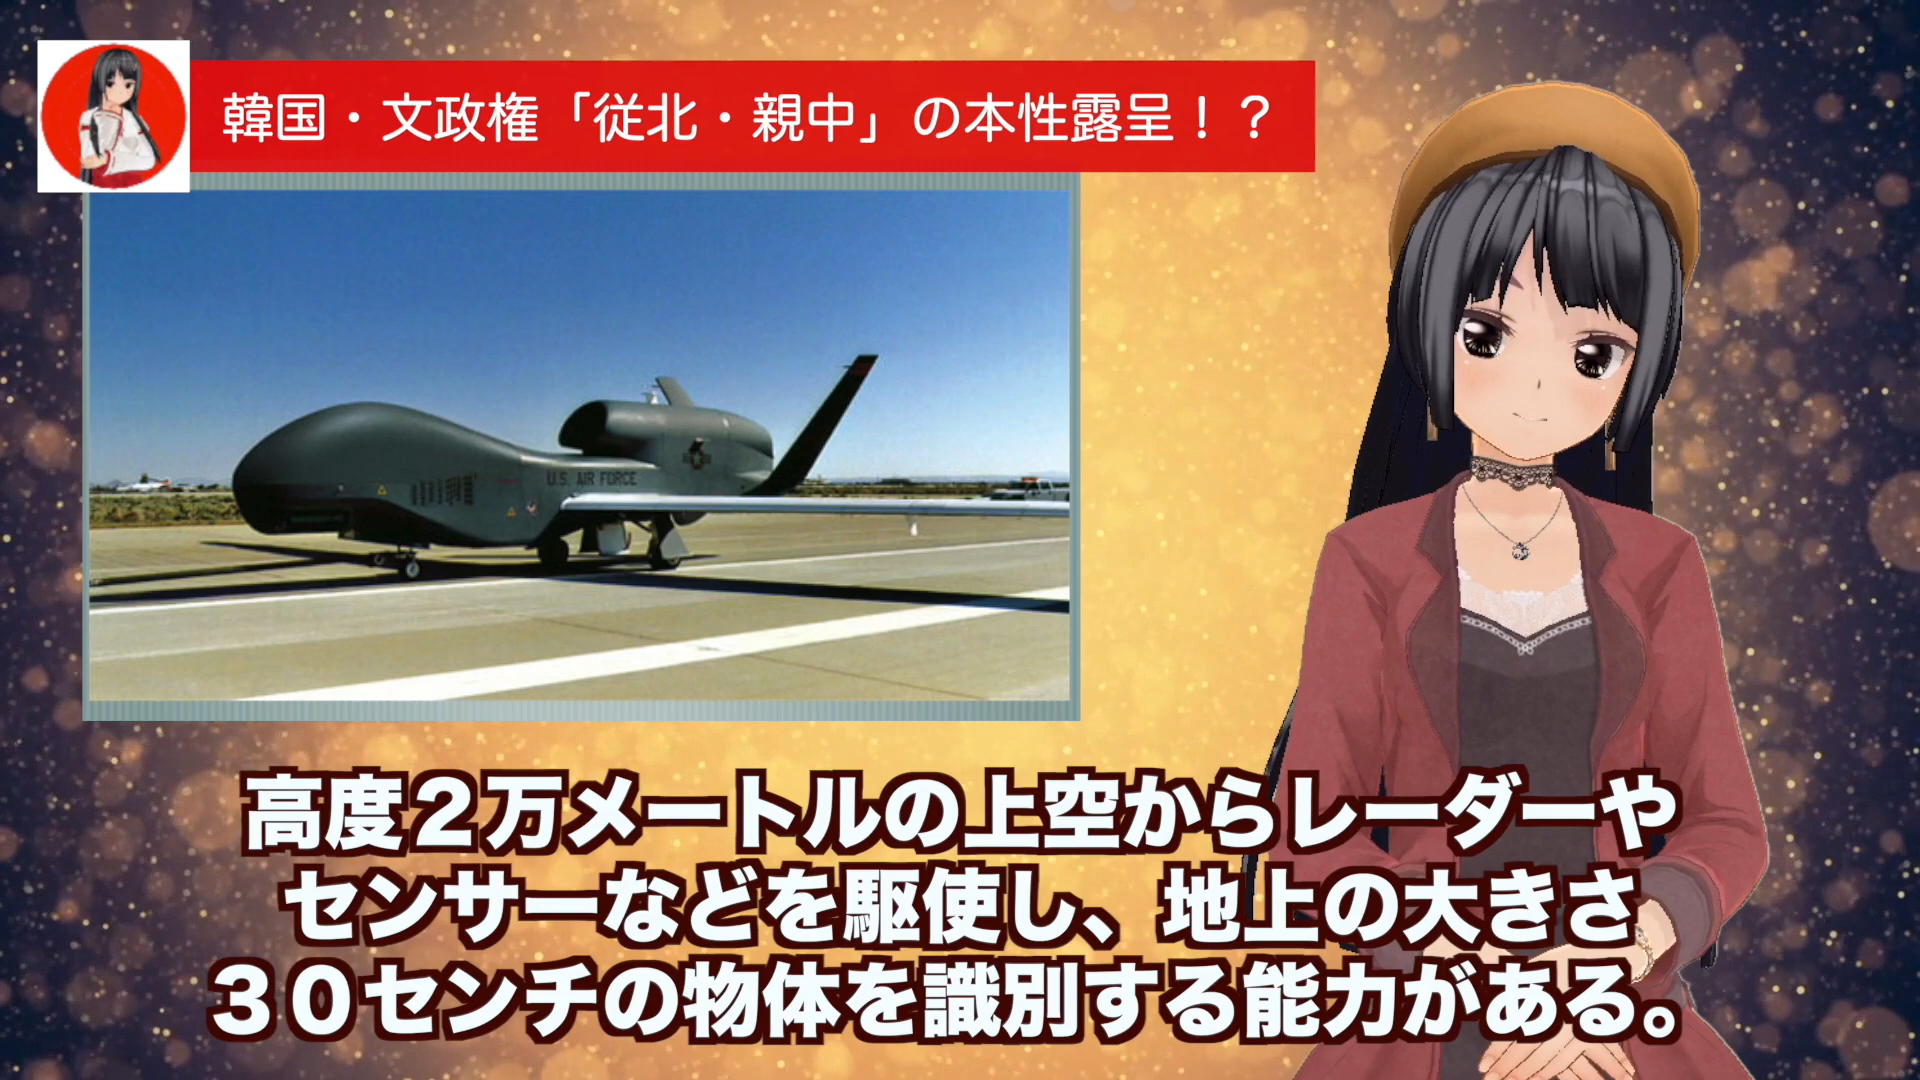 韓国・文政権「従北・親中」の本性露呈！？
U.S. AIR FORCE
高度２万メートルの上空からレーダーや
センサーなどを駆使し、地上の大きさ
３０センチの物体を識別する能力がある。